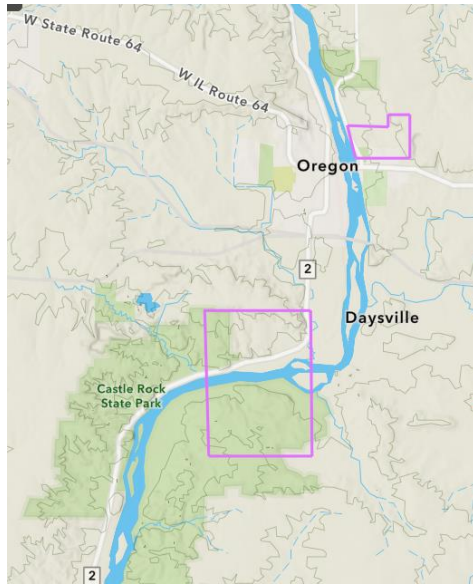 W State Route 64
W IL Route 64
Oregon
2
Daysville
Castle Rock
State Park
2